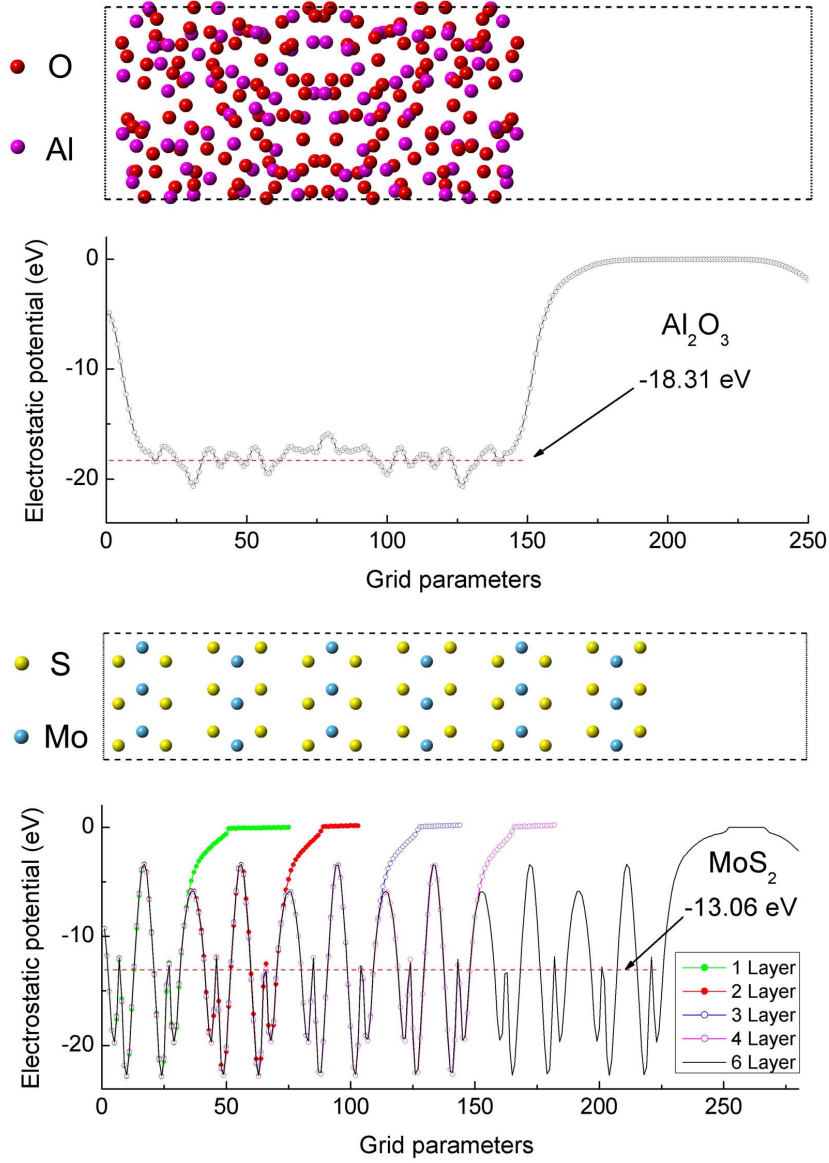 O
Al
Electrostatic potential (eV)
0
-10
-20
Al₂O₃
-18.31 eV
0 50 100 150 200 250
Grid parameters
S
Mo
Electrostatic potential (eV)
0
-10
-20
MoS₂
-13.06 eV
1 Layer
2 Layer
3 Layer
4 Layer
6 Layer
0 50 100 150 200 250
Grid parameters